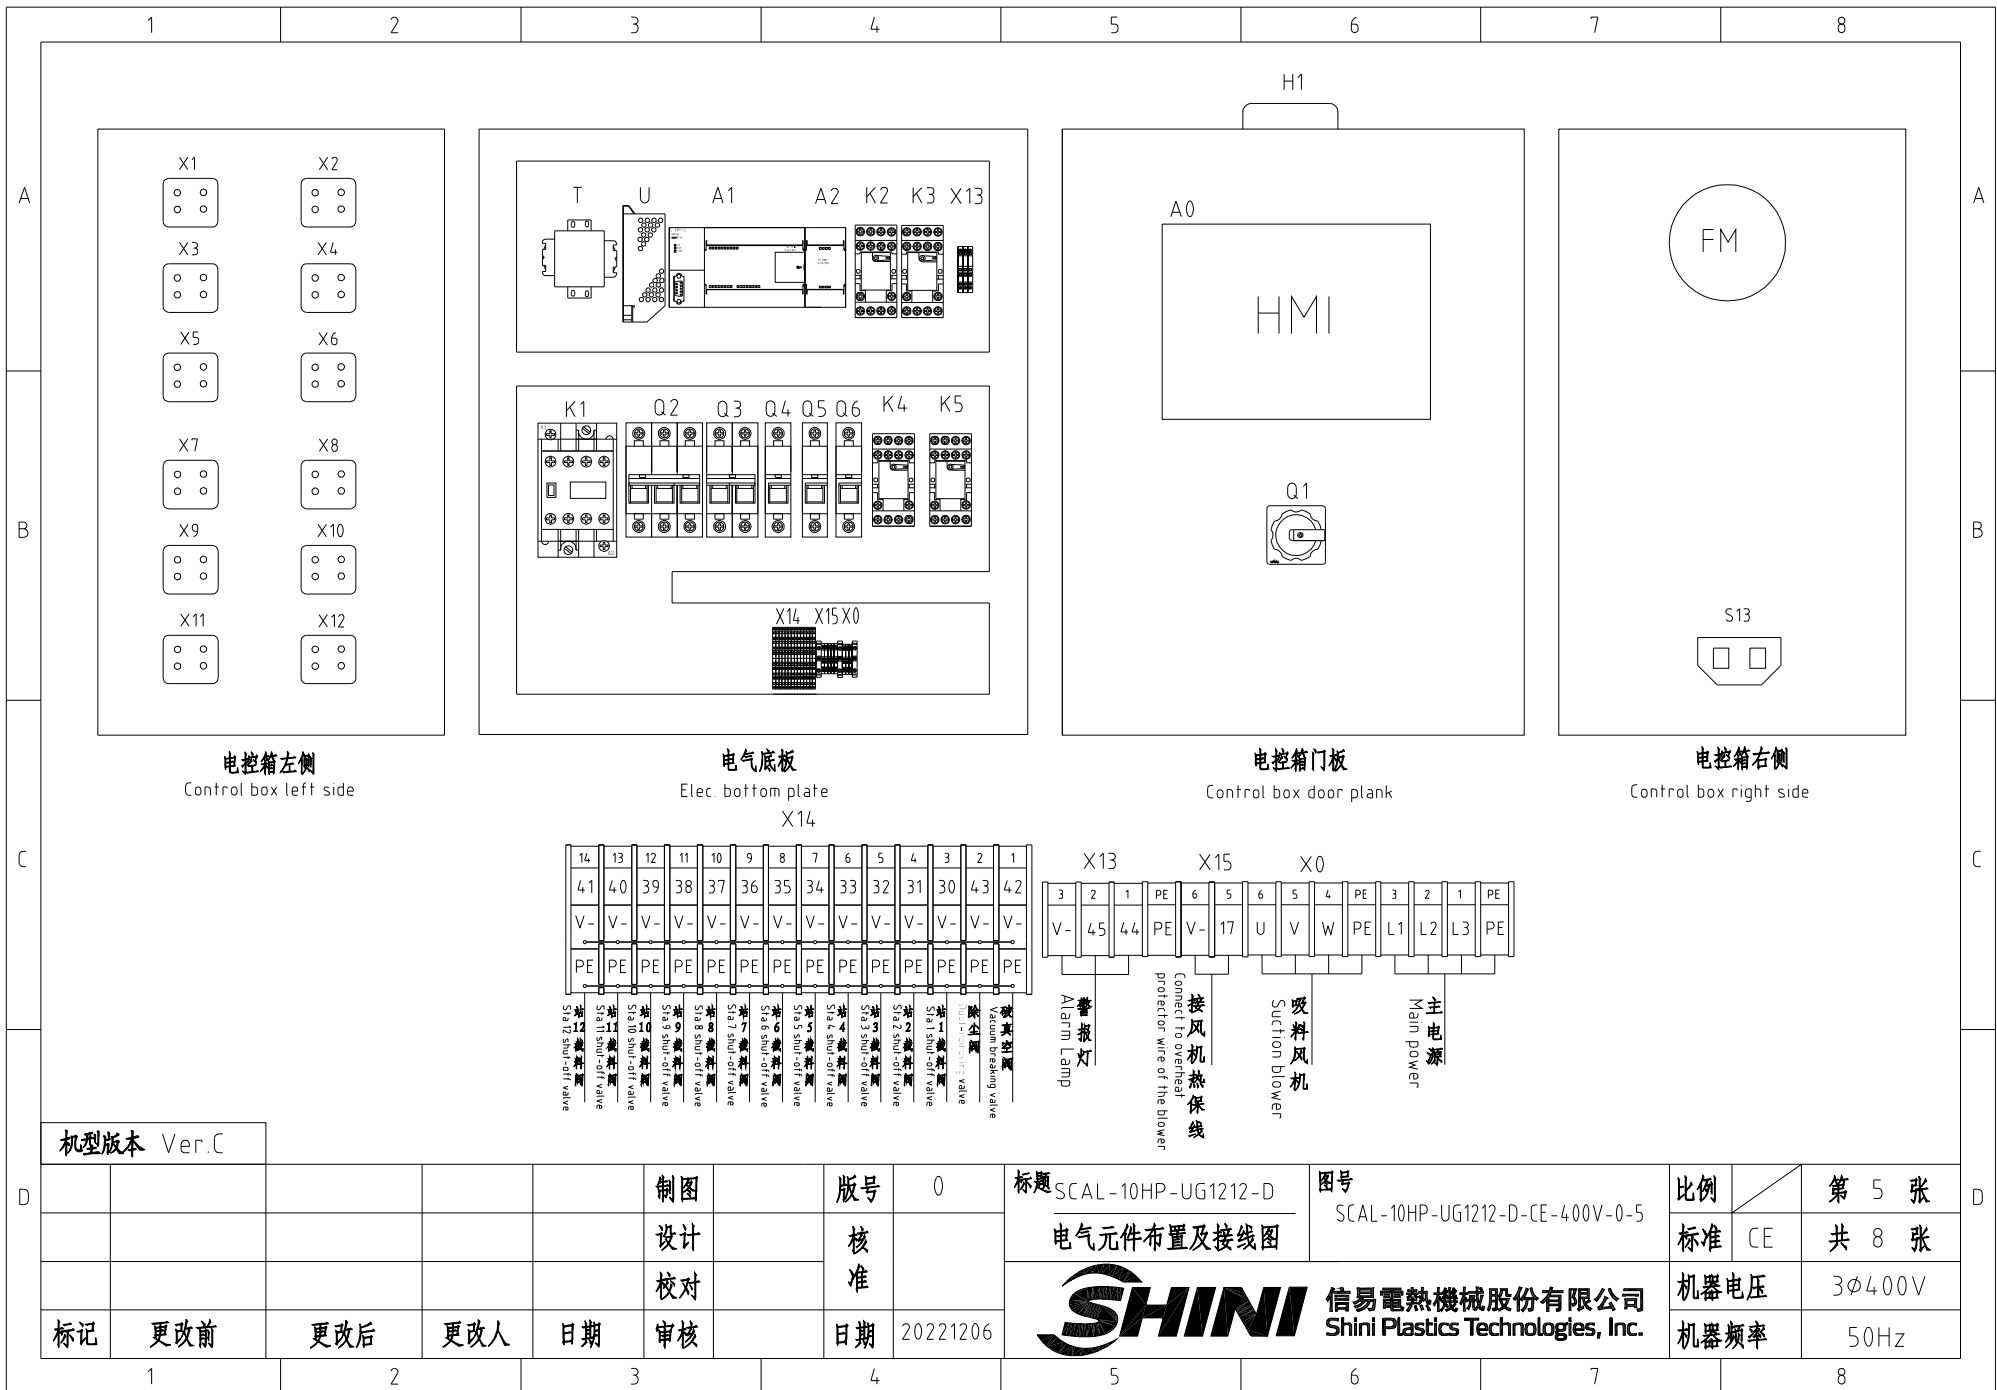 1 2 3 4 5 6 7 8
H1
A A
X1 X2
X3 X4
X5 X6
X7 X8
X9 X10
X11 X12
T U A1 A2 K2 K3 X13
K1 Q2 Q3 Q4 Q5 Q6 K4 K5
X14 X15 X0
A0
HMI
Q1
FM
S13
B B
电控箱左侧
Control box left side
电气底板
Elec. bottom plate
电控箱门板
Control box door plank
电控箱右侧
Control box right side
C C
X14
14 13 12 11 10 9 8 7 6 5 4 3 2 1
41 40 39 38 37 36 35 34 33 32 31 30 43 42
V- V- V- V- V- V- V- V- V- V- V- V- V- V-
PE PE PE PE PE PE PE PE PE PE PE PE PE PE
站12截料阀
Sta.12 shut-off valve
站11截料阀
Sta.11 shut-off valve
站10截料阀
Sta.10 shut-off valve
站9截料阀
Sta.9 shut-off valve
站8截料阀
Sta.8 shut-off valve
站7截料阀
Sta.7 shut-off valve
站6截料阀
Sta.6 shut-off valve
站5截料阀
Sta.5 shut-off valve
站4截料阀
Sta.4 shut-off valve
站3截料阀
Sta.3 shut-off valve
站2截料阀
Sta.2 shut-off valve
站1截料阀
Sta.1 shut-off valve
除尘阀
valve
破真空阀
Vacuum breaking valve
X13 X15 X0
3 2 1 PE 6 5 6 5 4 PE 3 2 1 PE
V- 45 44 PE V- 17 U V W PE L1 L2 L3 PE
警报灯
Alarm Lamp
接风机热保线
Connect to overheat
protector wire of the blower
吸料风机
Suction blower
主电源
Main power
机型版本 Ver.C
D D
制图 版号 0
设计 核准
校对
标记 更改前 更改后 更改人 日期 审核 日期 20221206
标题 SCAL-10HP-UG1212-D
电气元件布置及接线图
图号
SCAL-10HP-UG1212-D-CE-400V-0-5
比例 第 5 张
标准 CE 共 8 张
机器电压 3Φ400V
机器频率 50Hz
SHINI
信易電熱機械股份有限公司
Shini Plastics Technologies, Inc.
1 2 3 4 5 6 7 8